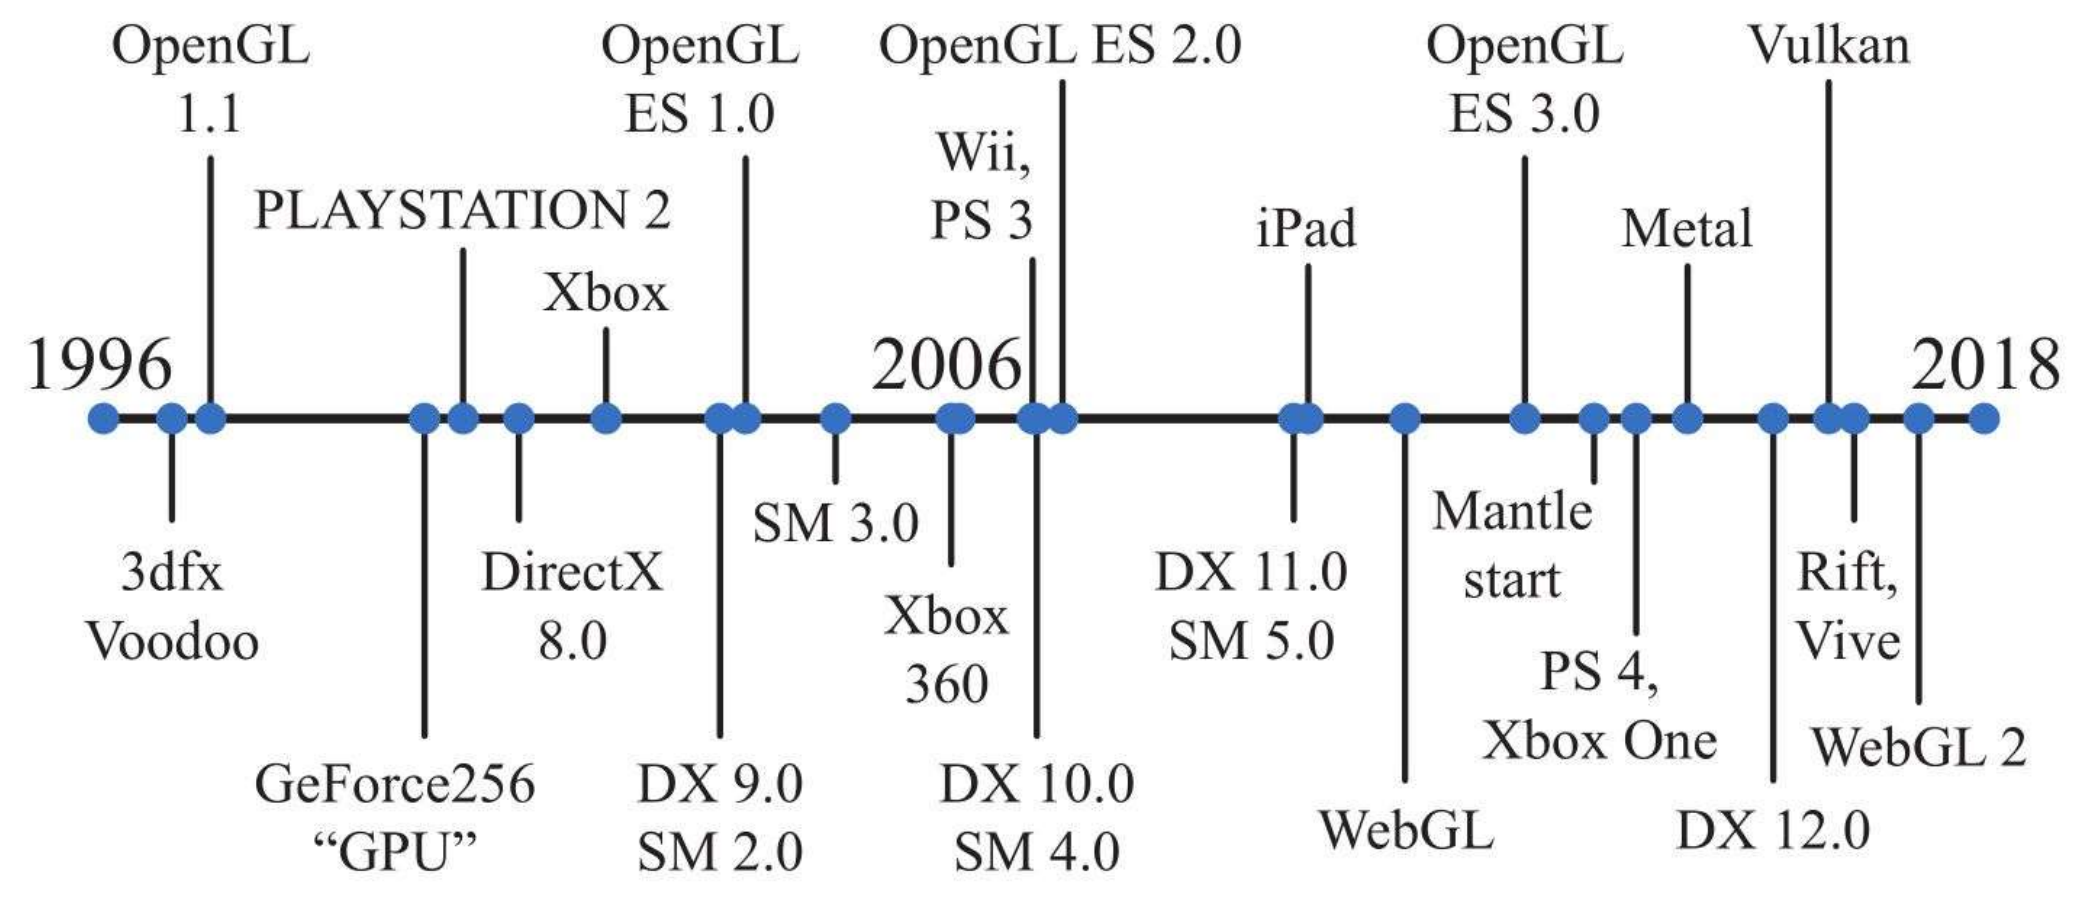 OpenGL
1.1
OpenGL
ES 1.0
OpenGL ES 2.0
OpenGL
ES 3.0
Vulkan
Wii,
PS 3
PLAYSTATION 2
Xbox
iPad
Metal
1996
2006
2018
3dfx
Voodoo
GeForce256
“GPU”
DirectX
8.0
DX 9.0
SM 2.0
SM 3.0
Xbox
360
DX 10.0
SM 4.0
DX 11.0
SM 5.0
WebGL
Mantle
start
PS 4,
Xbox One
DX 12.0
Rift,
Vive
WebGL 2